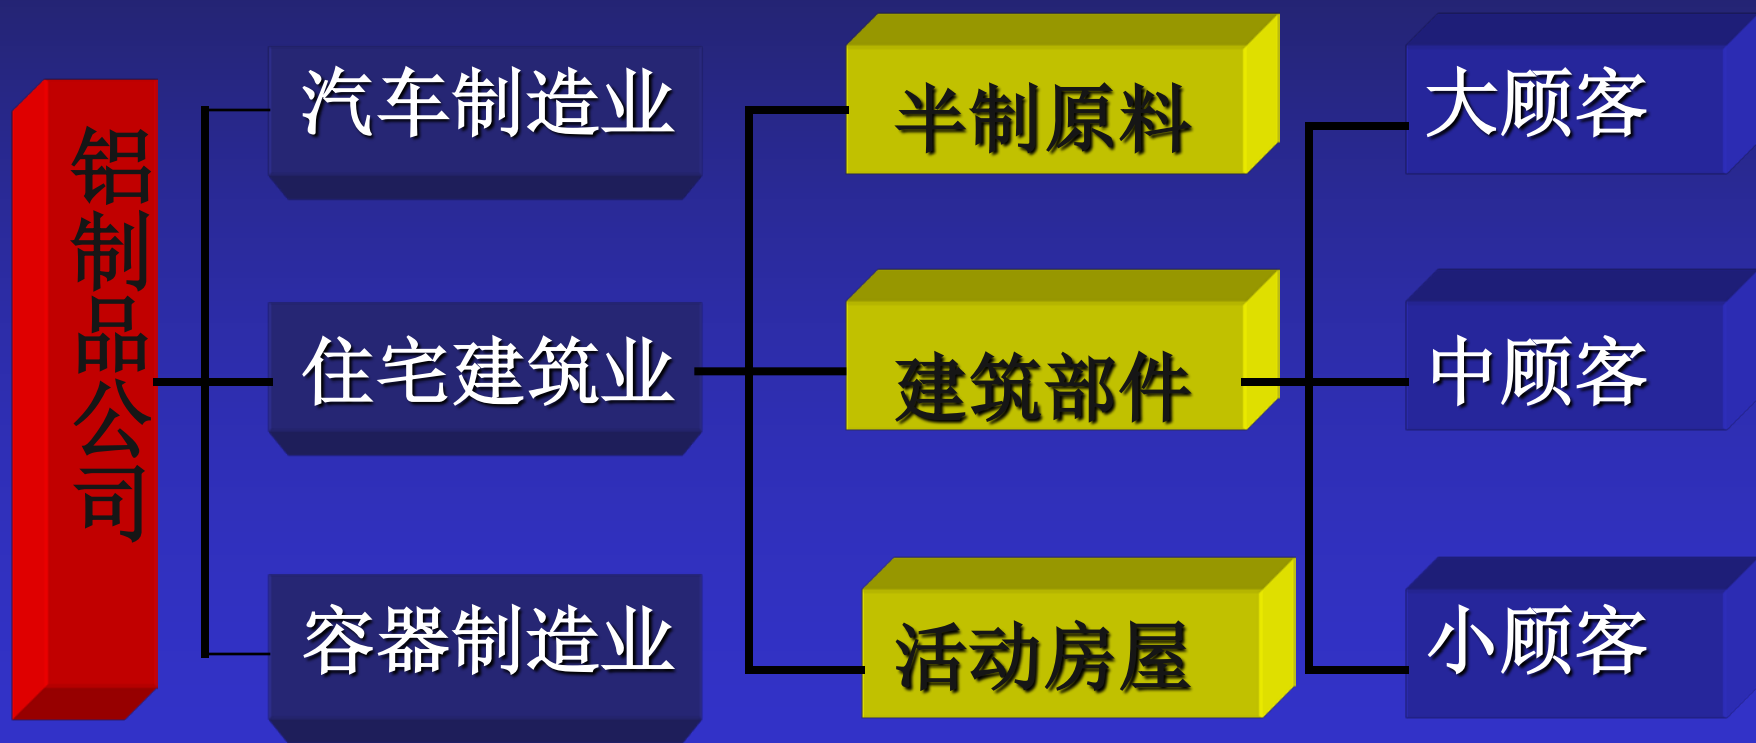 铝制品公司
汽车制造业
住宅建筑业
容器制造业
半制原料
建筑部件
活动房屋
大顾客
中顾客
小顾客